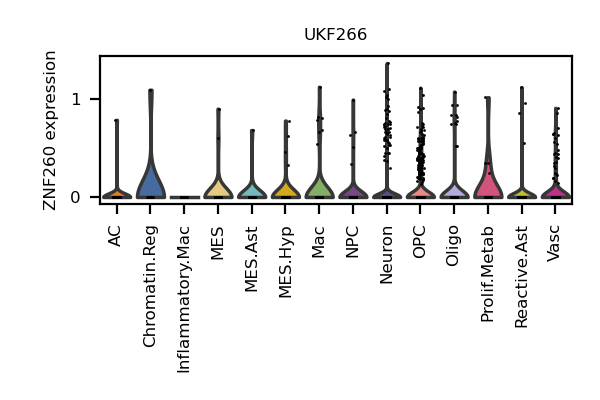 UKF266
ZNF260 expression
1
0
AC
Chromatin.Reg
Inflammatory.Mac
MES
MES.Ast
MES.Hyp
Mac
NPC
Neuron
OPC
Oligo
Prolif.Metab
Reactive.Ast
Vasc